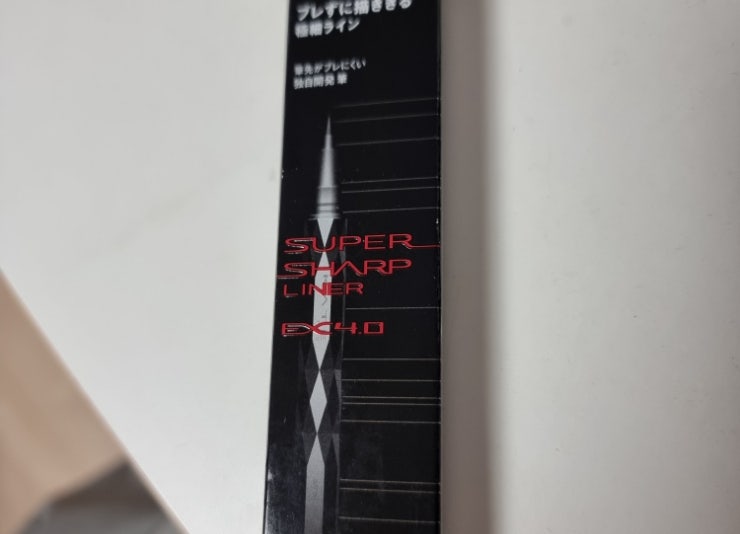 ブレずに描ききる
極細ライン
筆先がブレにくい
独自開発筆
SUPER
SHARP
LINER
EX4.0